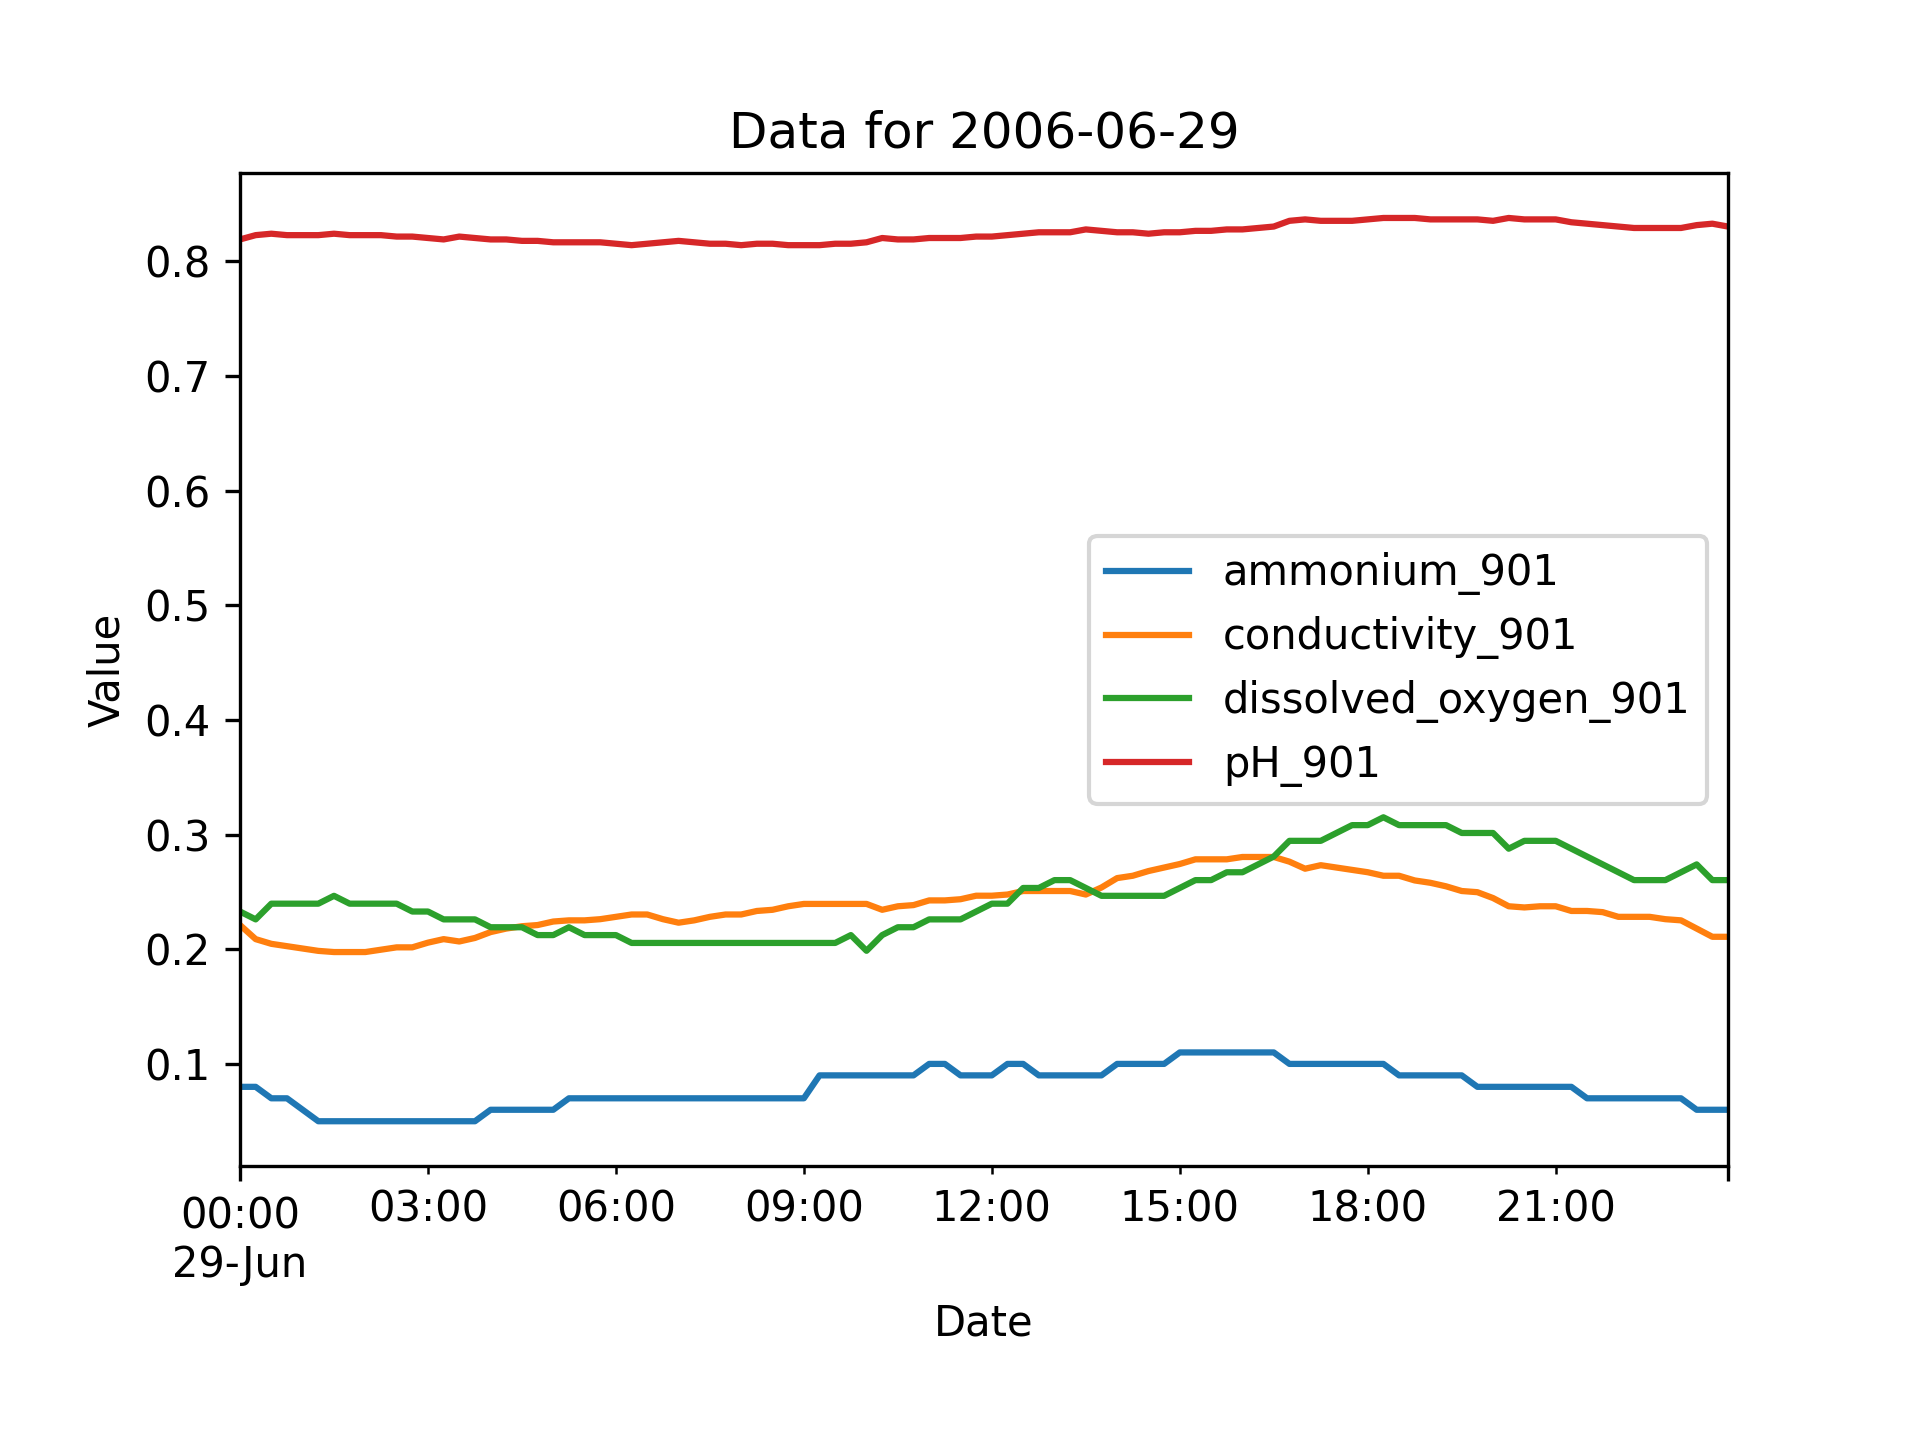 Data for 2006-06-29
Value
0.8
0.7
0.6
0.5
0.4
0.3
0.2
0.1
ammonium_901
conductivity_901
dissolved_oxygen_901
pH_901
00:00 03:00 06:00 09:00 12:00 15:00 18:00 21:00
29-Jun
Date